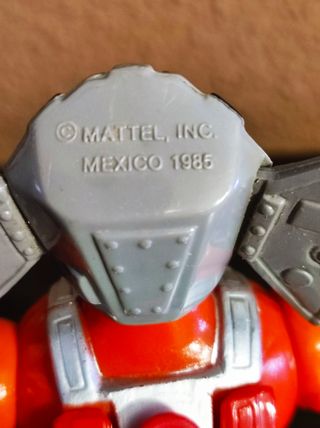 © MATTEL, INC.
MEXICO 1985